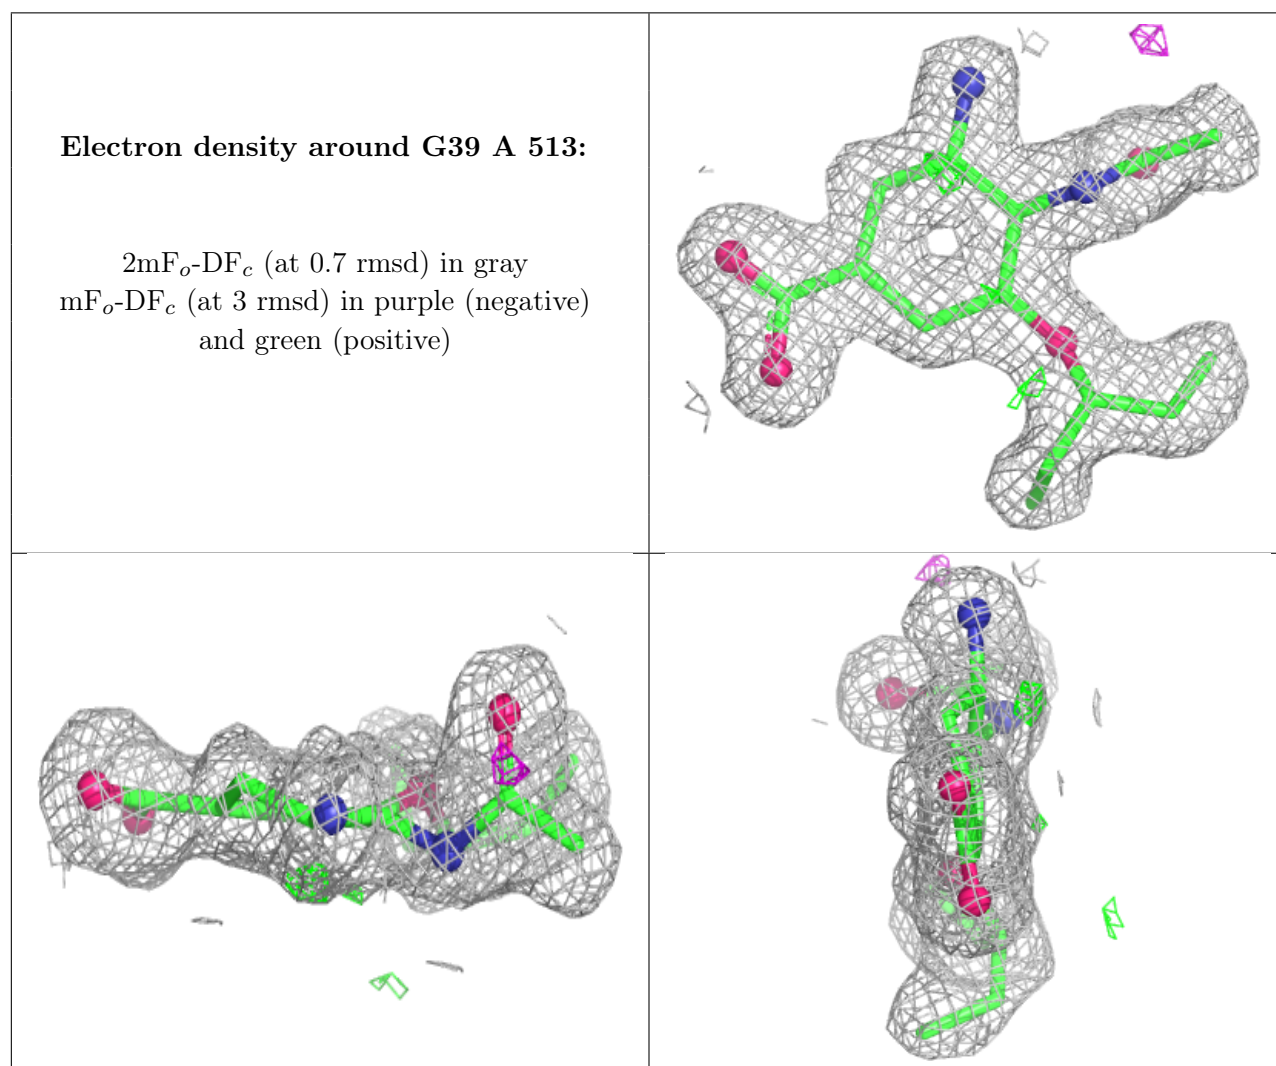 Electron density around G39 A 513:
2mFo-DFc (at 0.7 rmsd) in gray
mFo-DFc (at 3 rmsd) in purple (negative)
and green (positive)